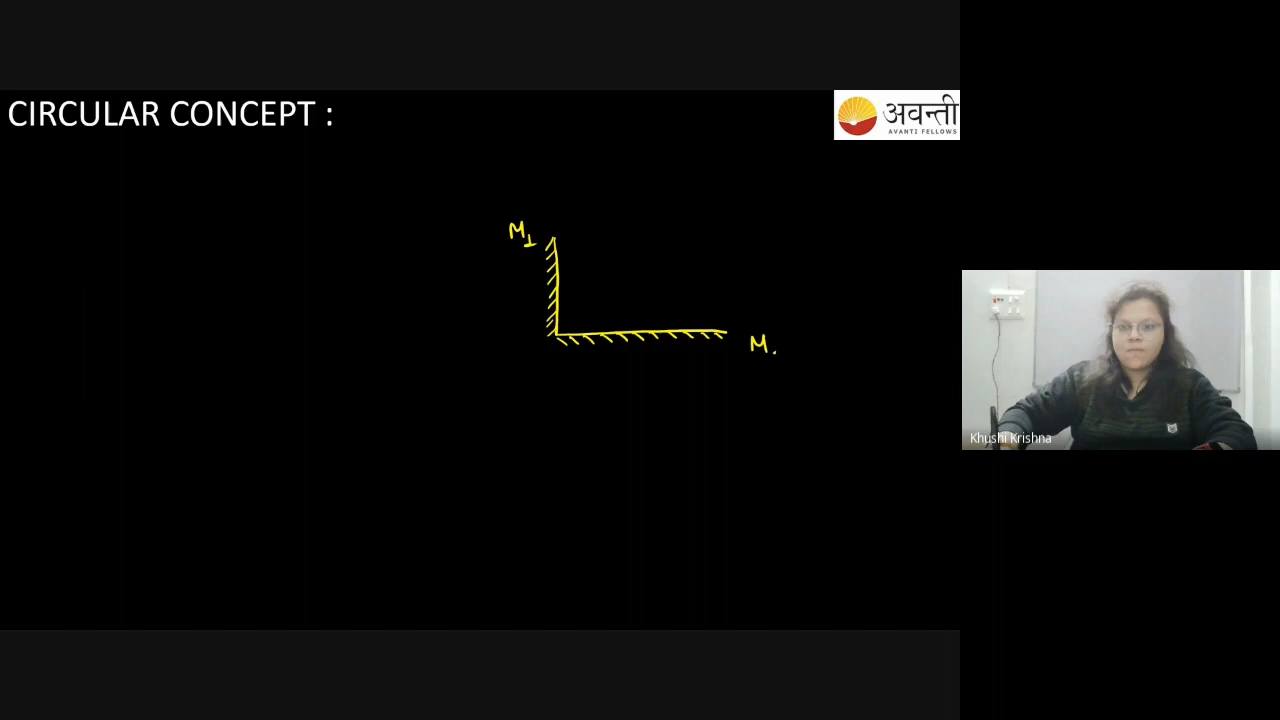 CIRCULAR CONCEPT :
अवन्ती
AVANTI FELLOWS
M1
M.
Khushi Krishna